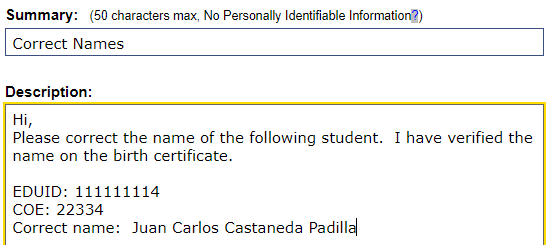 Summary: (50 characters max, No Personally Identifiable Information?)
Correct Names
Description:
Hi,
Please correct the name of the following student.  I have verified the
name on the birth certificate.
EDUID: 111111114
COE: 22334
Correct name:  Juan Carlos Castaneda Padilla